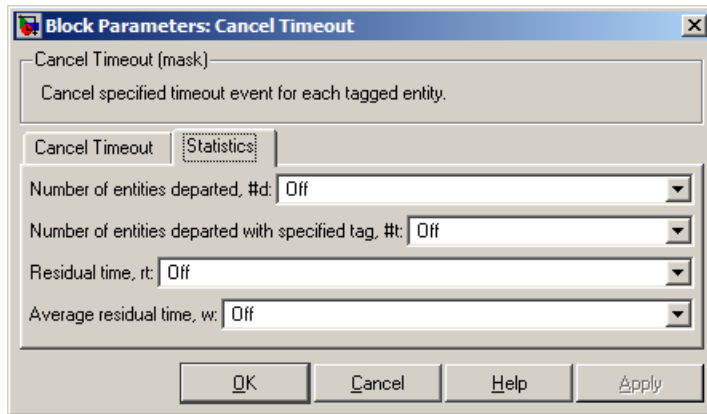 Block Parameters: Cancel Timeout
Cancel Timeout (mask)
Cancel specified timeout event for each tagged entity.
Cancel Timeout Statistics
Number of entities departed, #d: Off
Number of entities departed with specified tag, #t: Off
Residual time, rt: Off
Average residual time, w: Off
OK Cancel Help Apply